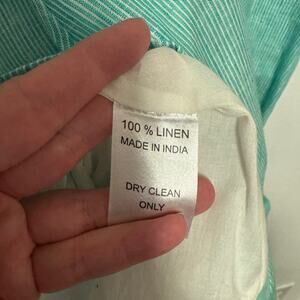 100 % LINEN
MADE IN INDIA
DRY CLEAN
ONLY